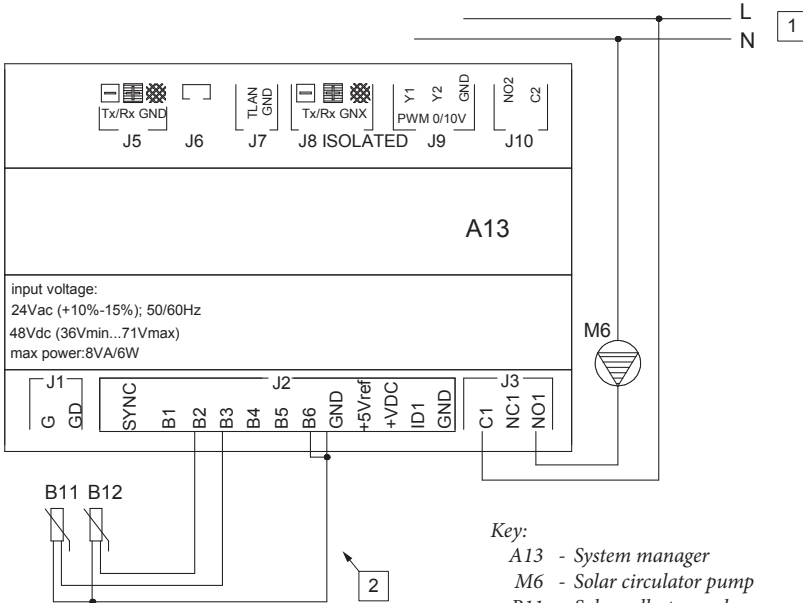 L
N
1
Tx/Rx GND
TLAN
GND
Tx/Rx GNX
Y1
Y2
GND
PWM 0/10V
NO2
C2
J5
J6
J7
J8 ISOLATED
J9
J10
A13
input voltage:
24Vac (+10%-15%); 50/60Hz
48Vdc (36Vmin...71Vmax)
max power:8VA/6W
M6
J1
J2
J3
G
GD
SYNC
B1
B2
B3
B4
B5
B6
GND
+5Vref
+VDC
ID1
GND
C1
NC1
NO1
B11 B12
2
Key:
A13 - System manager
M6 - Solar circulator pump